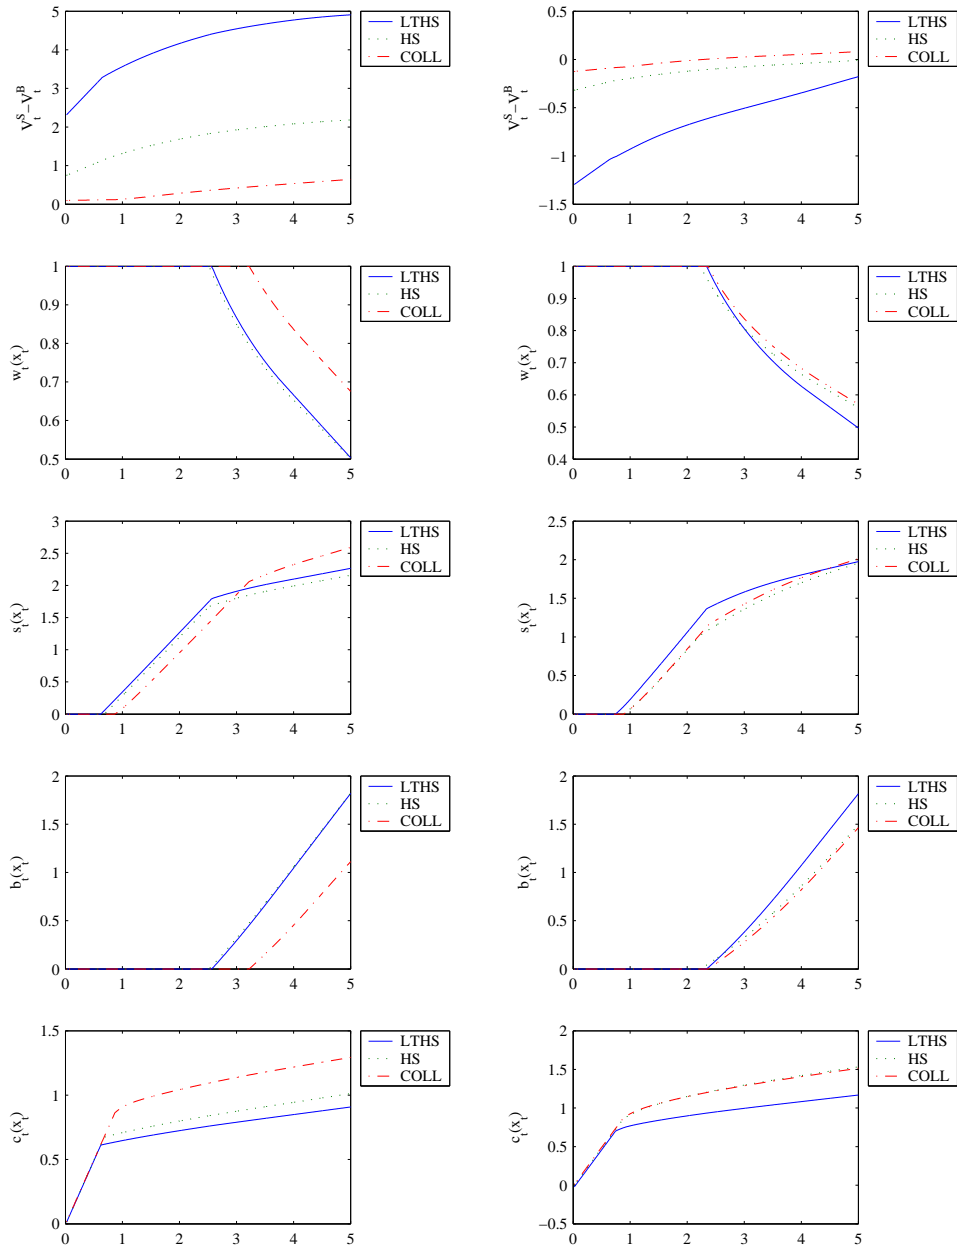 5
4
3
2
1
0
0 1 2 3 4 5
V_t^S−V_t^B
LTHS
HS
COLL
0.5
0
−0.5
−1
−1.5
0 1 2 3 4 5
V_t^S−V_t^B
LTHS
HS
COLL
1
0.9
0.8
0.7
0.6
0.5
0 1 2 3 4 5
w_t(x_t)
LTHS
HS
COLL
1
0.9
0.8
0.7
0.6
0.5
0.4
0 1 2 3 4 5
w_t(x_t)
LTHS
HS
COLL
3
2.5
2
1.5
1
0.5
0
0 1 2 3 4 5
s_t(x_t)
LTHS
HS
COLL
2.5
2
1.5
1
0.5
0
0 1 2 3 4 5
s_t(x_t)
LTHS
HS
COLL
2
1.5
1
0.5
0
0 1 2 3 4 5
b_t(x_t)
LTHS
HS
COLL
2
1.5
1
0.5
0
0 1 2 3 4 5
b_t(x_t)
LTHS
HS
COLL
1.5
1
0.5
0
0 1 2 3 4 5
c_t(x_t)
LTHS
HS
COLL
2
1.5
1
0.5
0
−0.5
0 1 2 3 4 5
c_t(x_t)
LTHS
HS
COLL